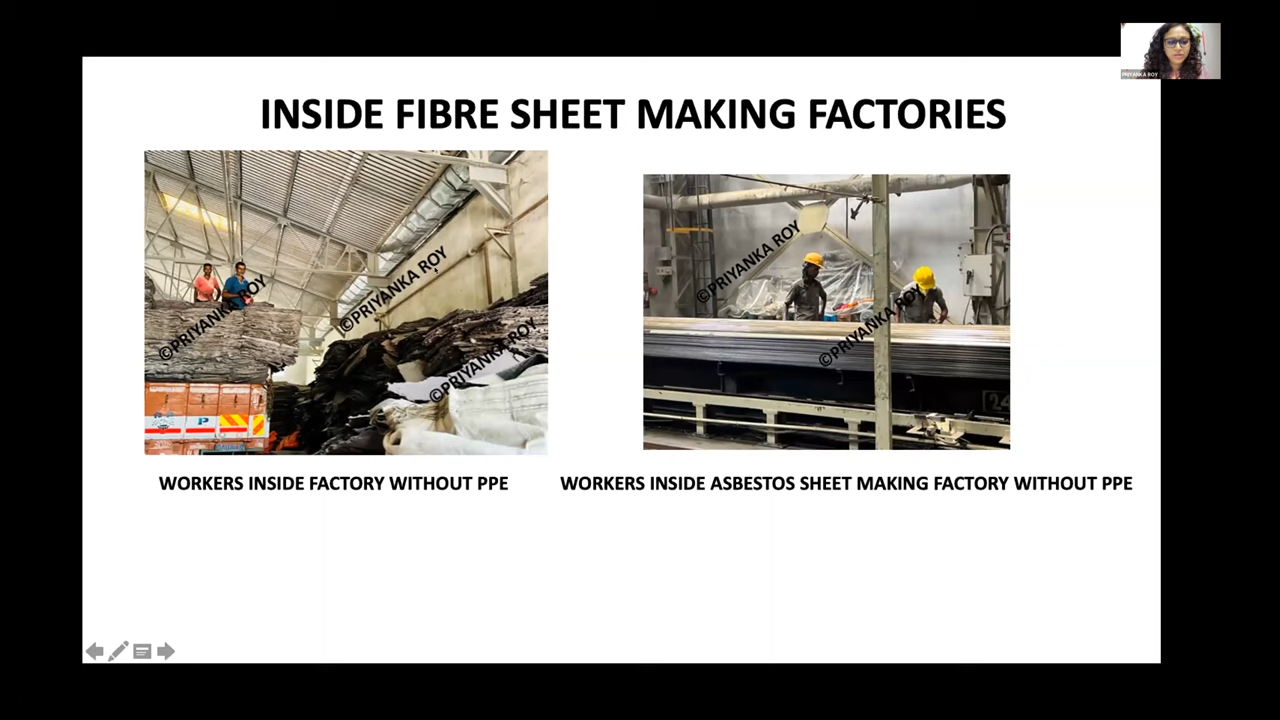 PRIYANKA ROY
INSIDE FIBRE SHEET MAKING FACTORIES
©PRIYANKA ROY
©PRIYANKA ROY
©PRIYANKA ROY
©PRIYANKA ROY
©PRIYANKA ROY
P
24
WORKERS INSIDE FACTORY WITHOUT PPE
WORKERS INSIDE ASBESTOS SHEET MAKING FACTORY WITHOUT PPE